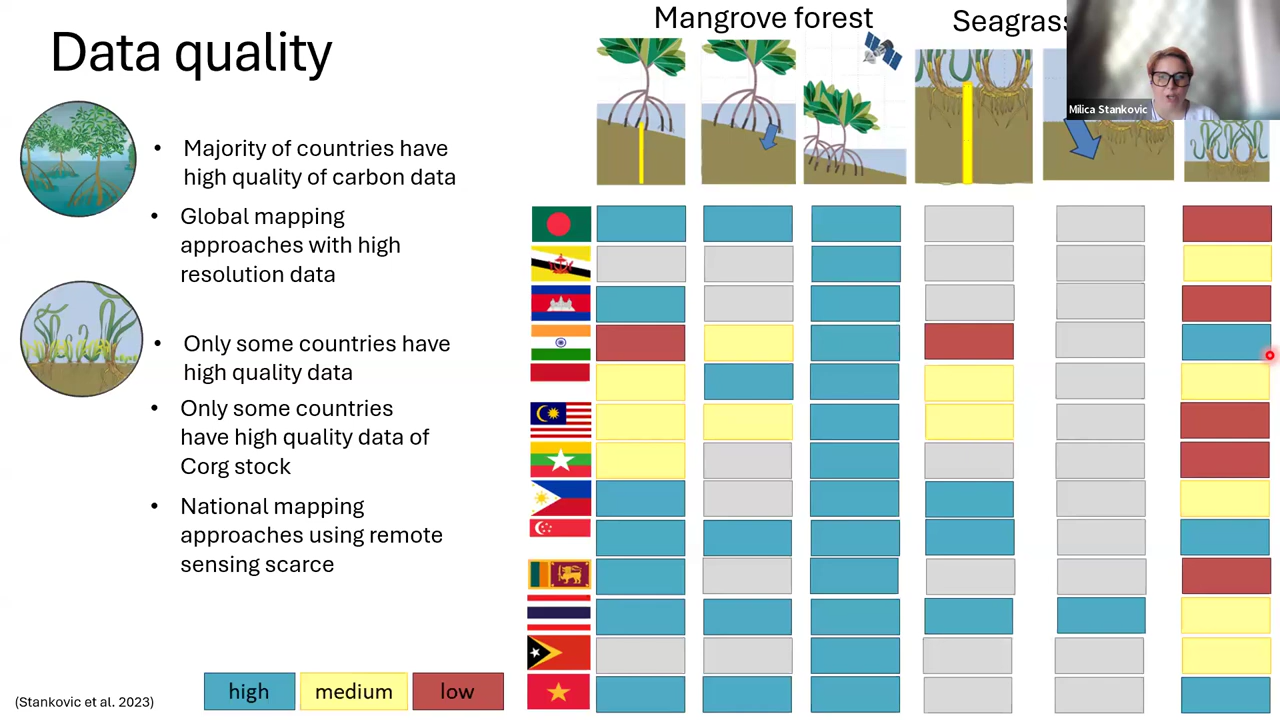 Data quality
• Majority of countries have
high quality of carbon data
• Global mapping
approaches with high
resolution data
• Only some countries have
high quality data
• Only some countries
have high quality data of
Corg stock
• National mapping
approaches using remote
sensing scarce
(Stankovic et al. 2023)
high medium low
Mangrove forest
Seagrass
Milica Stankovic